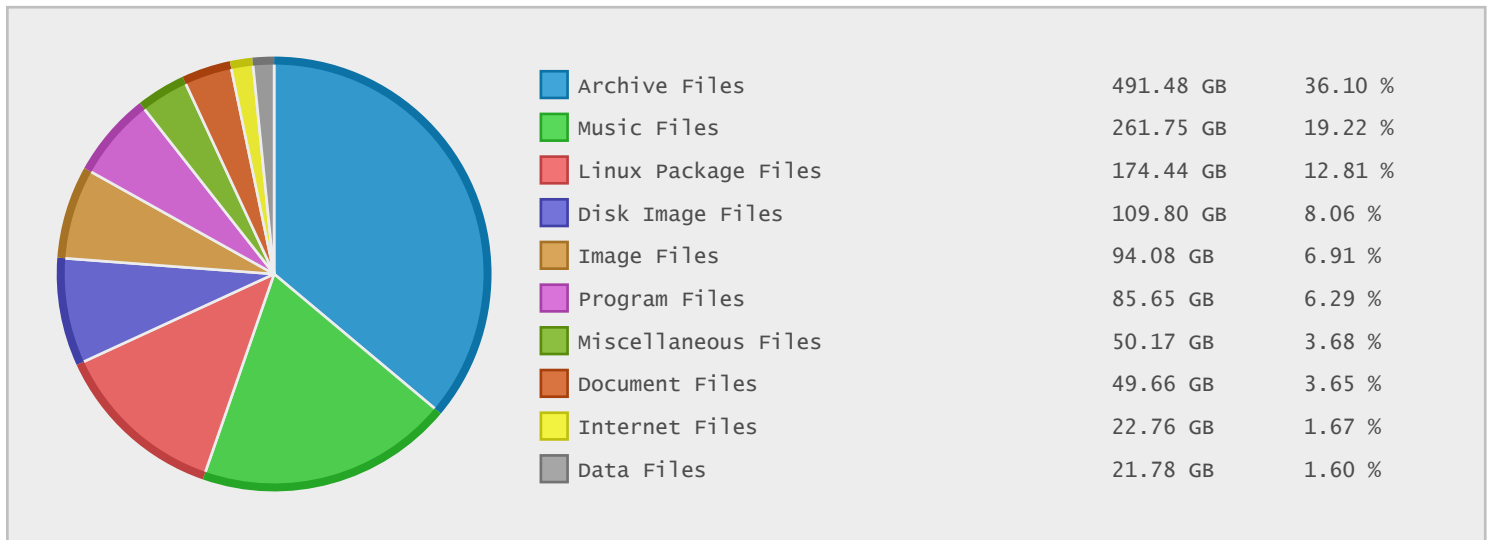 Archive Files 491.48 GB 36.10 %
Music Files 261.75 GB 19.22 %
Linux Package Files 174.44 GB 12.81 %
Disk Image Files 109.80 GB 8.06 %
Image Files 94.08 GB 6.91 %
Program Files 85.65 GB 6.29 %
Miscellaneous Files 50.17 GB 3.68 %
Document Files 49.66 GB 3.65 %
Internet Files 22.76 GB 1.67 %
Data Files 21.78 GB 1.60 %